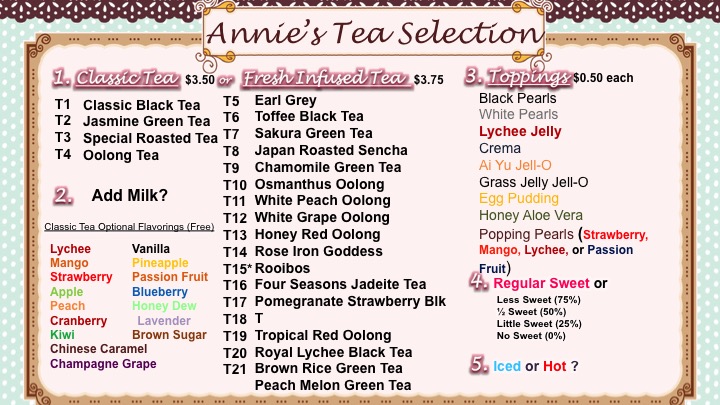 Annie's Tea Selection
1. Classic Tea $3.50 or Fresh Infused Tea $3.75
T1 Classic Black Tea
T2 Jasmine Green Tea
T3 Special Roasted Tea
T4 Oolong Tea
2. Add Milk?
Classic Tea Optional Flavorings (Free)
Lychee Vanilla
Mango Pineapple
Strawberry Passion Fruit
Apple Blueberry
Peach Honey Dew
Cranberry Lavender
Kiwi Brown Sugar
Chinese Caramel
Champagne Grape
T5 Earl Grey
T6 Toffee Black Tea
T7 Sakura Green Tea
T8 Japan Roasted Sencha
T9 Chamomile Green Tea
T10 Osmanthus Oolong
T11 White Peach Oolong
T12 White Grape Oolong
T13 Honey Red Oolong
T14 Rose Iron Goddess
T15* Rooibos
T16 Four Seasons Jadeite Tea
T17 Pomegranate Strawberry Blk
T18 T
T19 Tropical Red Oolong
T20 Royal Lychee Black Tea
T21 Brown Rice Green Tea
Peach Melon Green Tea
3. Toppings $0.50 each
Black Pearls
White Pearls
Lychee Jelly
Crema
Ai Yu Jell-O
Grass Jelly Jell-O
Egg Pudding
Honey Aloe Vera
Popping Pearls (Strawberry,
Mango, Lychee, or Passion
Fruit)
4. Regular Sweet or
Less Sweet (75%)
½ Sweet (50%)
Little Sweet (25%)
No Sweet (0%)
5. Iced or Hot ?